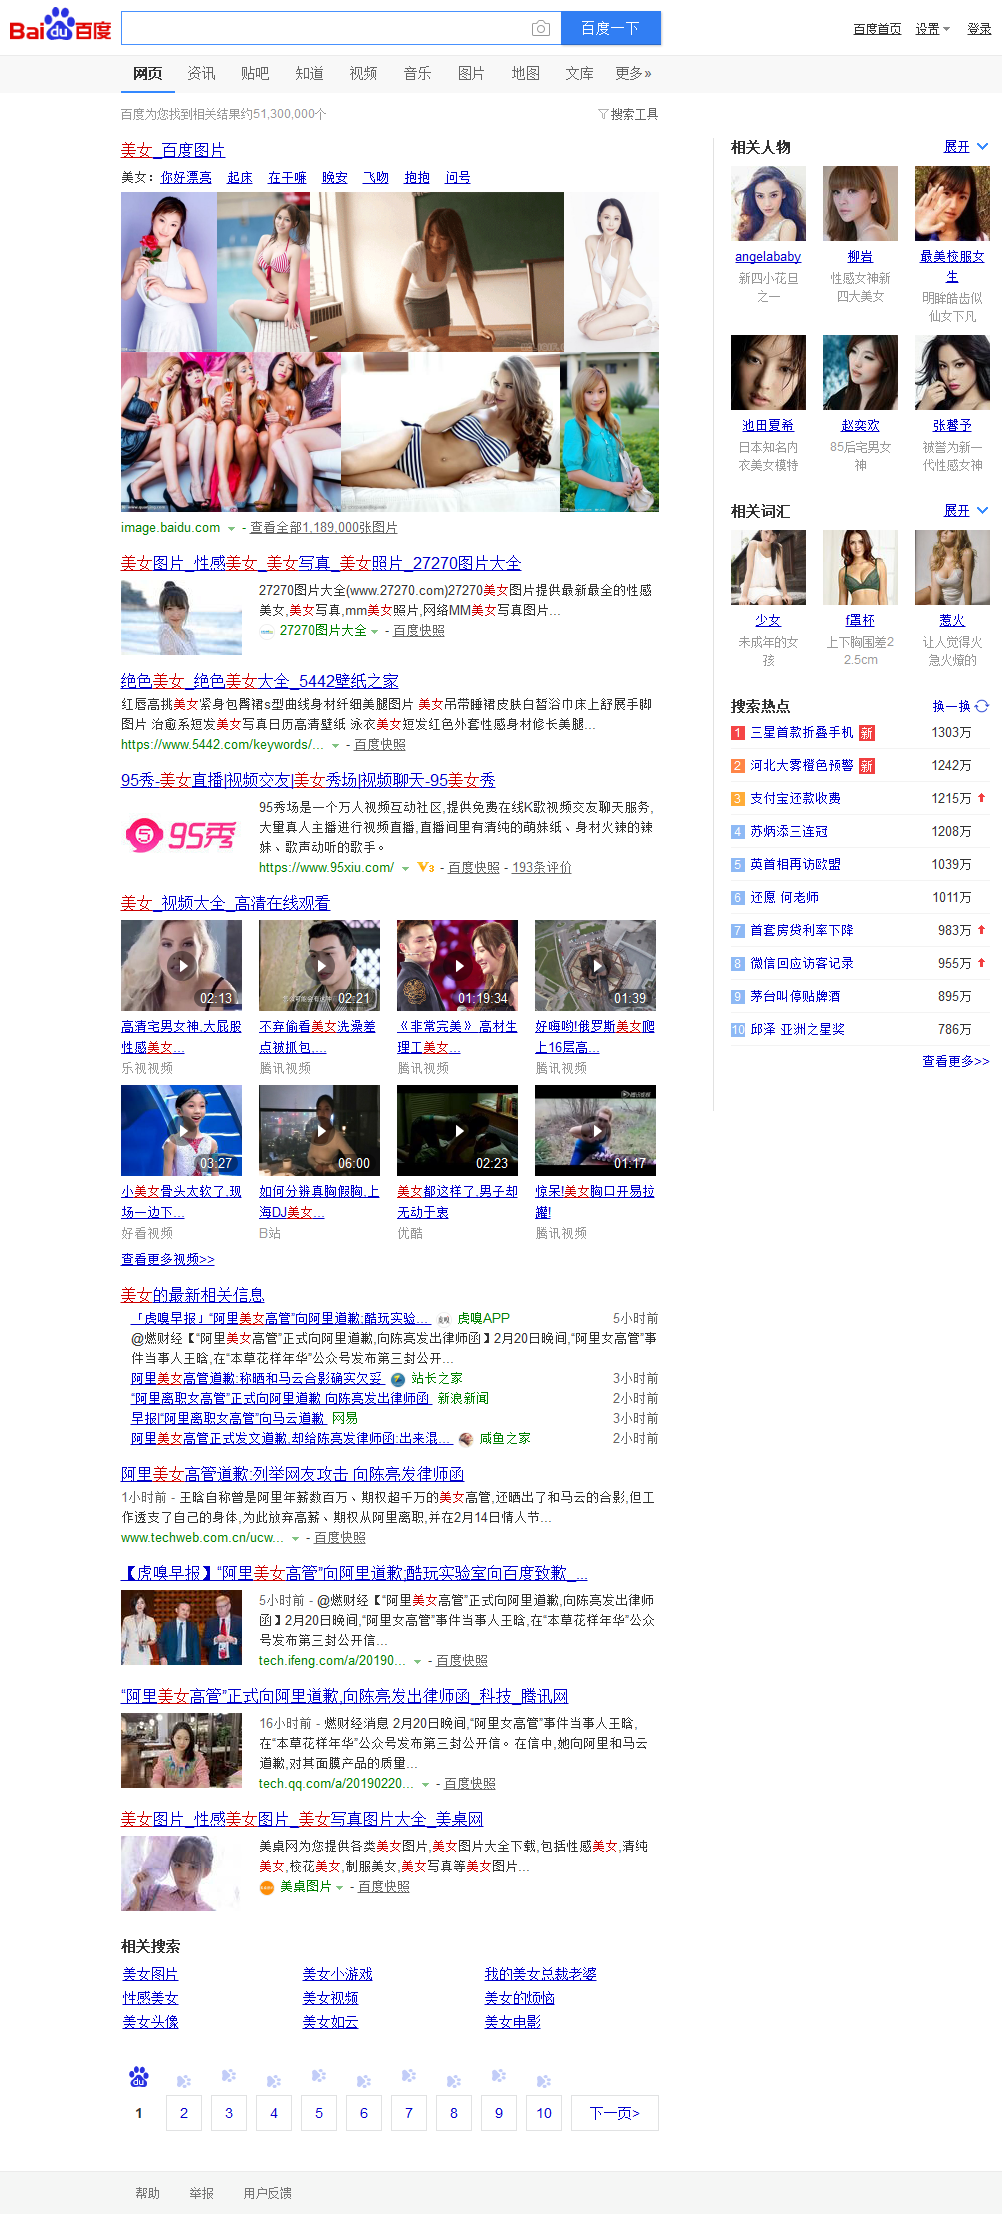 Bai du 百度
百度一下
百度首页 设置 登录
网页 资讯 贴吧 知道 视频 音乐 图片 地图 文库 更多»
百度为您找到相关结果约51,300,000个
搜索工具
美女_百度图片
美女: 你好漂亮 起床 在干嘛 晚安 飞吻 抱抱 问号
image.baidu.com - 查看全部1,189,000张图片
美女图片_性感美女_美女写真_美女照片_27270图片大全
27270图片大全(www.27270.com)27270美女图片提供最新最全的性感
美女,美女写真,mm美女照片,网络MM美女写真图片...
27270图片大全 - 百度快照
绝色美女_绝色美女大全_5442壁纸之家
红唇高挑美女紧身包臀裙s型曲线身材纤细美腿图片 美女吊带睡裙皮肤白皙浴巾床上舒展手脚
图片 治愈系短发美女写真日历高清壁纸 泳衣美女短发红色外套性感身材修长美腿...
https://www.5442.com/keywords/... - 百度快照
95秀-美女直播|视频交友|美女秀场|视频聊天-95美女秀
95秀
95秀场是一个万人视频互动社区,提供免费在线K歌视频交友聊天服务,
大量真人主播进行视频直播,直播间里有清纯的萌妹纸、身材火辣的辣
妹、歌声动听的歌手。
https://www.95xiu.com/ V3 - 百度快照 - 193条评价
美女_视频大全_高清在线观看
02:13 02:21 01:19:34 01:39
高清宅男女神,大屁股
性感美女...
乐视视频
不弃偷看美女洗澡差
点被抓包,...
腾讯视频
《非常完美》 高材生
理工美女...
腾讯视频
好嗨哟!俄罗斯美女爬
上16层高...
腾讯视频
03:27 06:00 02:23 01:17
小美女骨头太软了,现
场一边下...
好看视频
如何分辨真胸假胸,上
海DJ美女...
B站
美女都这样了,男子却
无动于衷
优酷
惊呆!美女胸口开易拉
罐!
腾讯视频
查看更多视频>>
美女的最新相关信息
「虎嗅早报」“阿里美女高管”向阿里道歉;酷玩实验... 虎嗅APP 5小时前
@燃财经【“阿里美女高管”正式向阿里道歉,向陈亮发出律师函】2月20日晚间,“阿里女高管”事
件当事人王晗,在“本草花样年华”公众号发布第三封公开...
阿里美女高管道歉:称晒和马云合影确实欠妥 站长之家 3小时前
“阿里离职女高管”正式向阿里道歉 向陈亮发出律师函 新浪新闻 2小时前
早报|“阿里离职女高管”向马云道歉 网易 3小时前
阿里美女高管正式发文道歉,却给陈亮发律师函:出来混... 咸鱼之家 2小时前
阿里美女高管道歉:列举网友攻击 向陈亮发律师函
1小时前 - 王晗自称曾是阿里年薪数百万、期权超千万的美女高管,还晒出了和马云的合影,但工
作透支了自己的身体,为此放弃高薪、期权从阿里离职,并在2月14日情人节...
www.techweb.com.cn/ucw... - 百度快照
【虎嗅早报】“阿里美女高管”向阿里道歉;酷玩实验室向百度致歉_...
5小时前 - @燃财经【“阿里美女高管”正式向阿里道歉,向陈亮发出律师
函】2月20日晚间,“阿里女高管”事件当事人王晗,在“本草花样年华”公众
号发布第三封公开信...
tech.ifeng.com/a/20190... - 百度快照
“阿里美女高管”正式向阿里道歉,向陈亮发出律师函_科技_腾讯网
16小时前 - 燃财经消息 2月20日晚间,“阿里女高管”事件当事人王晗,
在“本草花样年华”公众号发布第三封公开信。在信中,她向阿里和马云
道歉,对其面膜产品的质量...
tech.qq.com/a/20190220... - 百度快照
美女图片_性感美女图片_美女写真图片大全_美桌网
美桌网为您提供各类美女图片,美女图片大全下载,包括性感美女,清纯
美女,校花美女,制服美女,美女写真等美女图片...
美桌图片 - 百度快照
相关搜索
美女图片 美女小游戏 我的美女总裁老婆
性感美女 美女视频 美女的烦恼
美女头像 美女如云 美女电影
du
1 2 3 4 5 6 7 8 9 10 下一页>
帮助 举报 用户反馈
相关人物 展开
angelababy
新四小花旦
之一
柳岩
性感女神新
四大美女
最美校服女
生
明眸皓齿似
仙女下凡
池田夏希
日本知名内
衣美女模特
赵奕欢
85后宅男女
神
张馨予
被誉为新一
代性感女神
相关词汇 展开
少女
未成年的女
孩
f罩杯
上下胸围差2
2.5cm
惹火
让人觉得火
急火燎的
搜索热点 换一换
1 三星首款折叠手机 新 1303万
2 河北大雾橙色预警 新 1242万
3 支付宝还款收费 1215万
4 苏炳添三连冠 1208万
5 英首相再访欧盟 1039万
6 还愿 何老师 1011万
7 首套房贷利率下降 983万
8 微信回应访客记录 955万
9 茅台叫停贴牌酒 895万
10 邱泽 亚洲之星奖 786万
查看更多>>